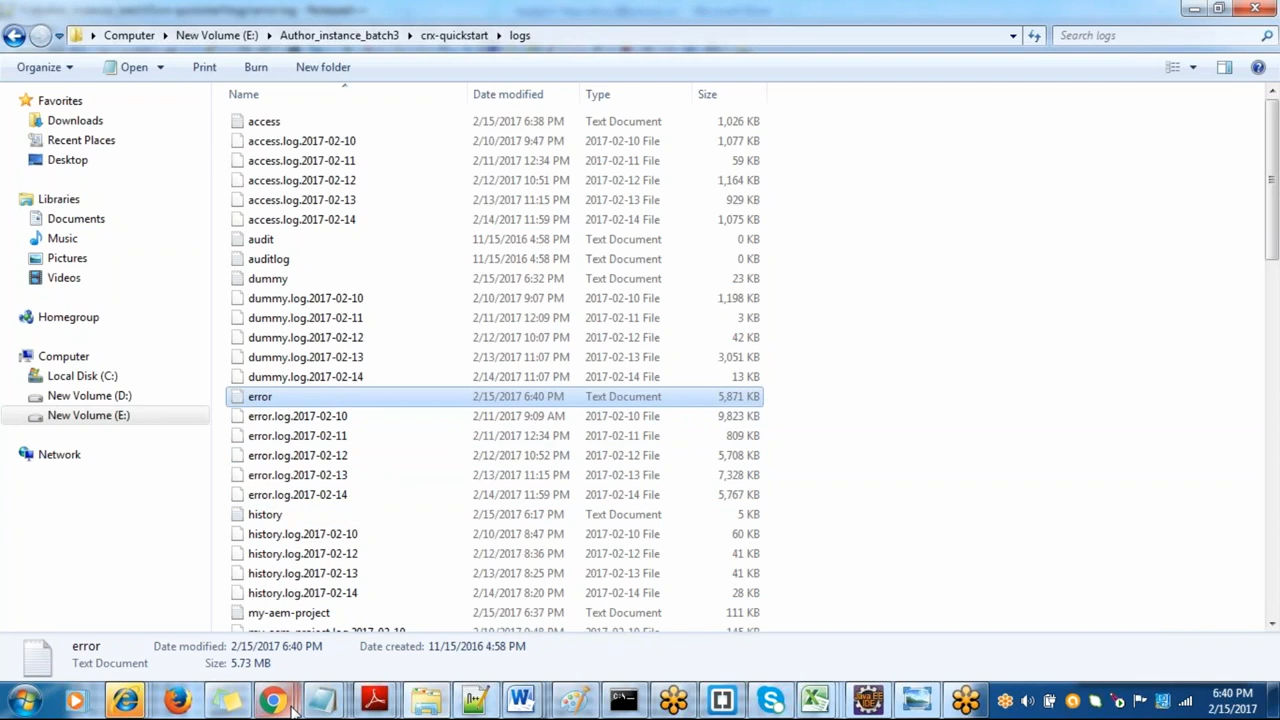 Computer New Volume (E:) Author_instance_batch3 crx-quickstart logs Search logs
Organize Open Print Burn New folder
Name Date modified Type Size
Favorites
Downloads
Recent Places
Desktop
Libraries
Documents
Music
Pictures
Videos
Homegroup
Computer
Local Disk (C:)
New Volume (D:)
New Volume (E:)
Network
access 2/15/2017 6:38 PM Text Document 1,026 KB
access.log.2017-02-10 2/10/2017 9:47 PM 2017-02-10 File 1,077 KB
access.log.2017-02-11 2/11/2017 12:34 PM 2017-02-11 File 59 KB
access.log.2017-02-12 2/12/2017 10:51 PM 2017-02-12 File 1,164 KB
access.log.2017-02-13 2/13/2017 11:15 PM 2017-02-13 File 929 KB
access.log.2017-02-14 2/14/2017 11:59 PM 2017-02-14 File 1,075 KB
audit 11/15/2016 4:58 PM Text Document 0 KB
auditlog 11/15/2016 4:58 PM Text Document 0 KB
dummy 2/15/2017 6:32 PM Text Document 23 KB
dummy.log.2017-02-10 2/10/2017 9:07 PM 2017-02-10 File 1,198 KB
dummy.log.2017-02-11 2/11/2017 12:09 PM 2017-02-11 File 3 KB
dummy.log.2017-02-12 2/12/2017 10:07 PM 2017-02-12 File 42 KB
dummy.log.2017-02-13 2/13/2017 11:07 PM 2017-02-13 File 3,051 KB
dummy.log.2017-02-14 2/14/2017 11:07 PM 2017-02-14 File 13 KB
error 2/15/2017 6:40 PM Text Document 5,871 KB
error.log.2017-02-10 2/11/2017 9:09 AM 2017-02-10 File 9,823 KB
error.log.2017-02-11 2/11/2017 12:34 PM 2017-02-11 File 809 KB
error.log.2017-02-12 2/12/2017 10:52 PM 2017-02-12 File 5,708 KB
error.log.2017-02-13 2/13/2017 11:15 PM 2017-02-13 File 7,328 KB
error.log.2017-02-14 2/14/2017 11:59 PM 2017-02-14 File 5,767 KB
history 2/15/2017 6:17 PM Text Document 5 KB
history.log.2017-02-10 2/10/2017 8:47 PM 2017-02-10 File 60 KB
history.log.2017-02-12 2/12/2017 8:36 PM 2017-02-12 File 41 KB
history.log.2017-02-13 2/13/2017 8:25 PM 2017-02-13 File 41 KB
history.log.2017-02-14 2/14/2017 8:20 PM 2017-02-14 File 28 KB
my-aem-project 2/15/2017 6:37 PM Text Document 111 KB
error Date modified: 2/15/2017 6:40 PM Date created: 11/15/2016 4:58 PM
Text Document Size: 5.73 MB
6:40 PM
2/15/2017